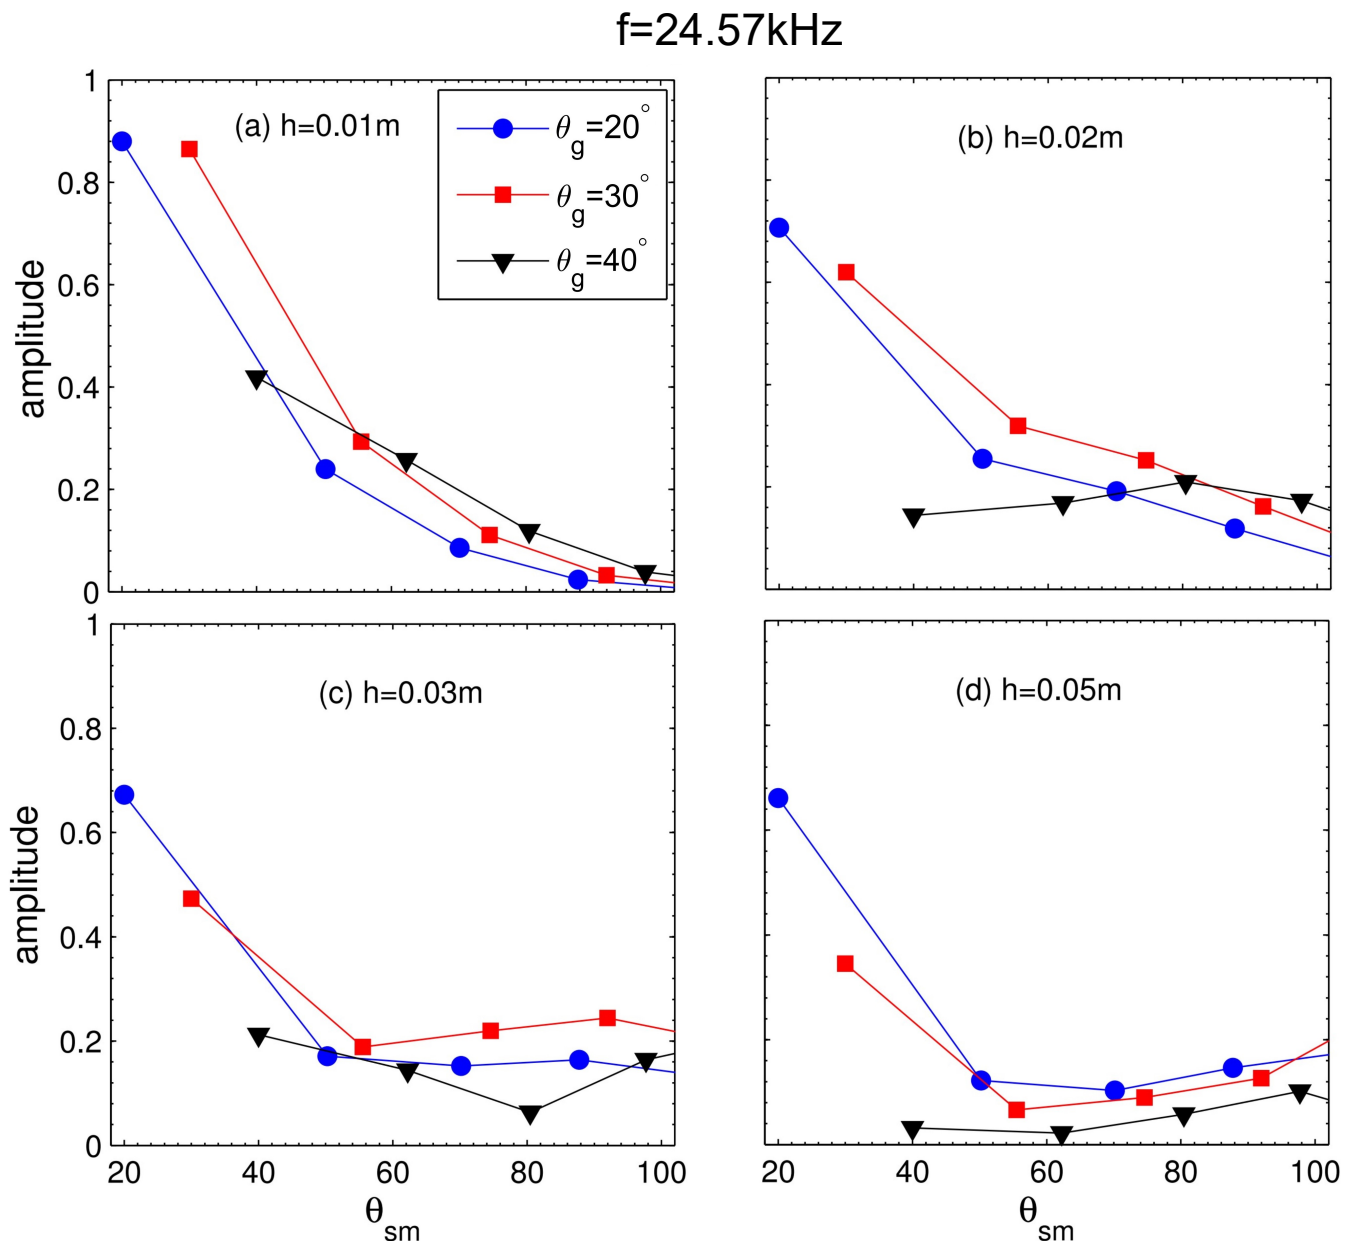 f=24.57kHz
(a) h=0.01m
θg=20°
θg=30°
θg=40°
amplitude
1
0.8
0.6
0.4
0.2
0
(b) h=0.02m
(c) h=0.03m
amplitude
1
0.8
0.6
0.4
0.2
0
20 40 60 80 100
θsm
(d) h=0.05m
20 40 60 80 100
θsm